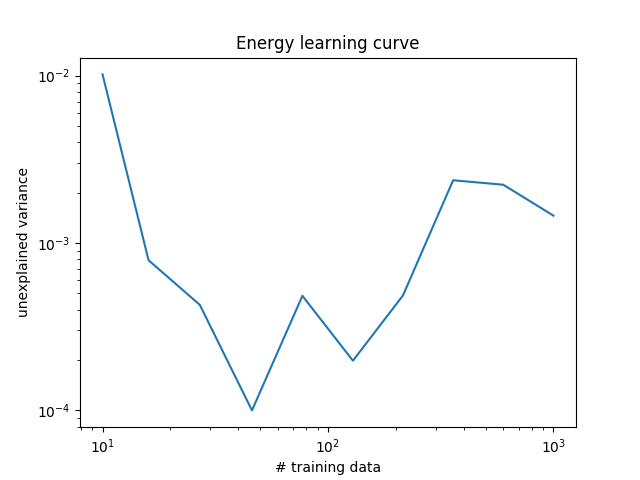 Energy learning curve
unexplained variance
10⁻²
10⁻³
10⁻⁴
10¹
10²
10³
# training data